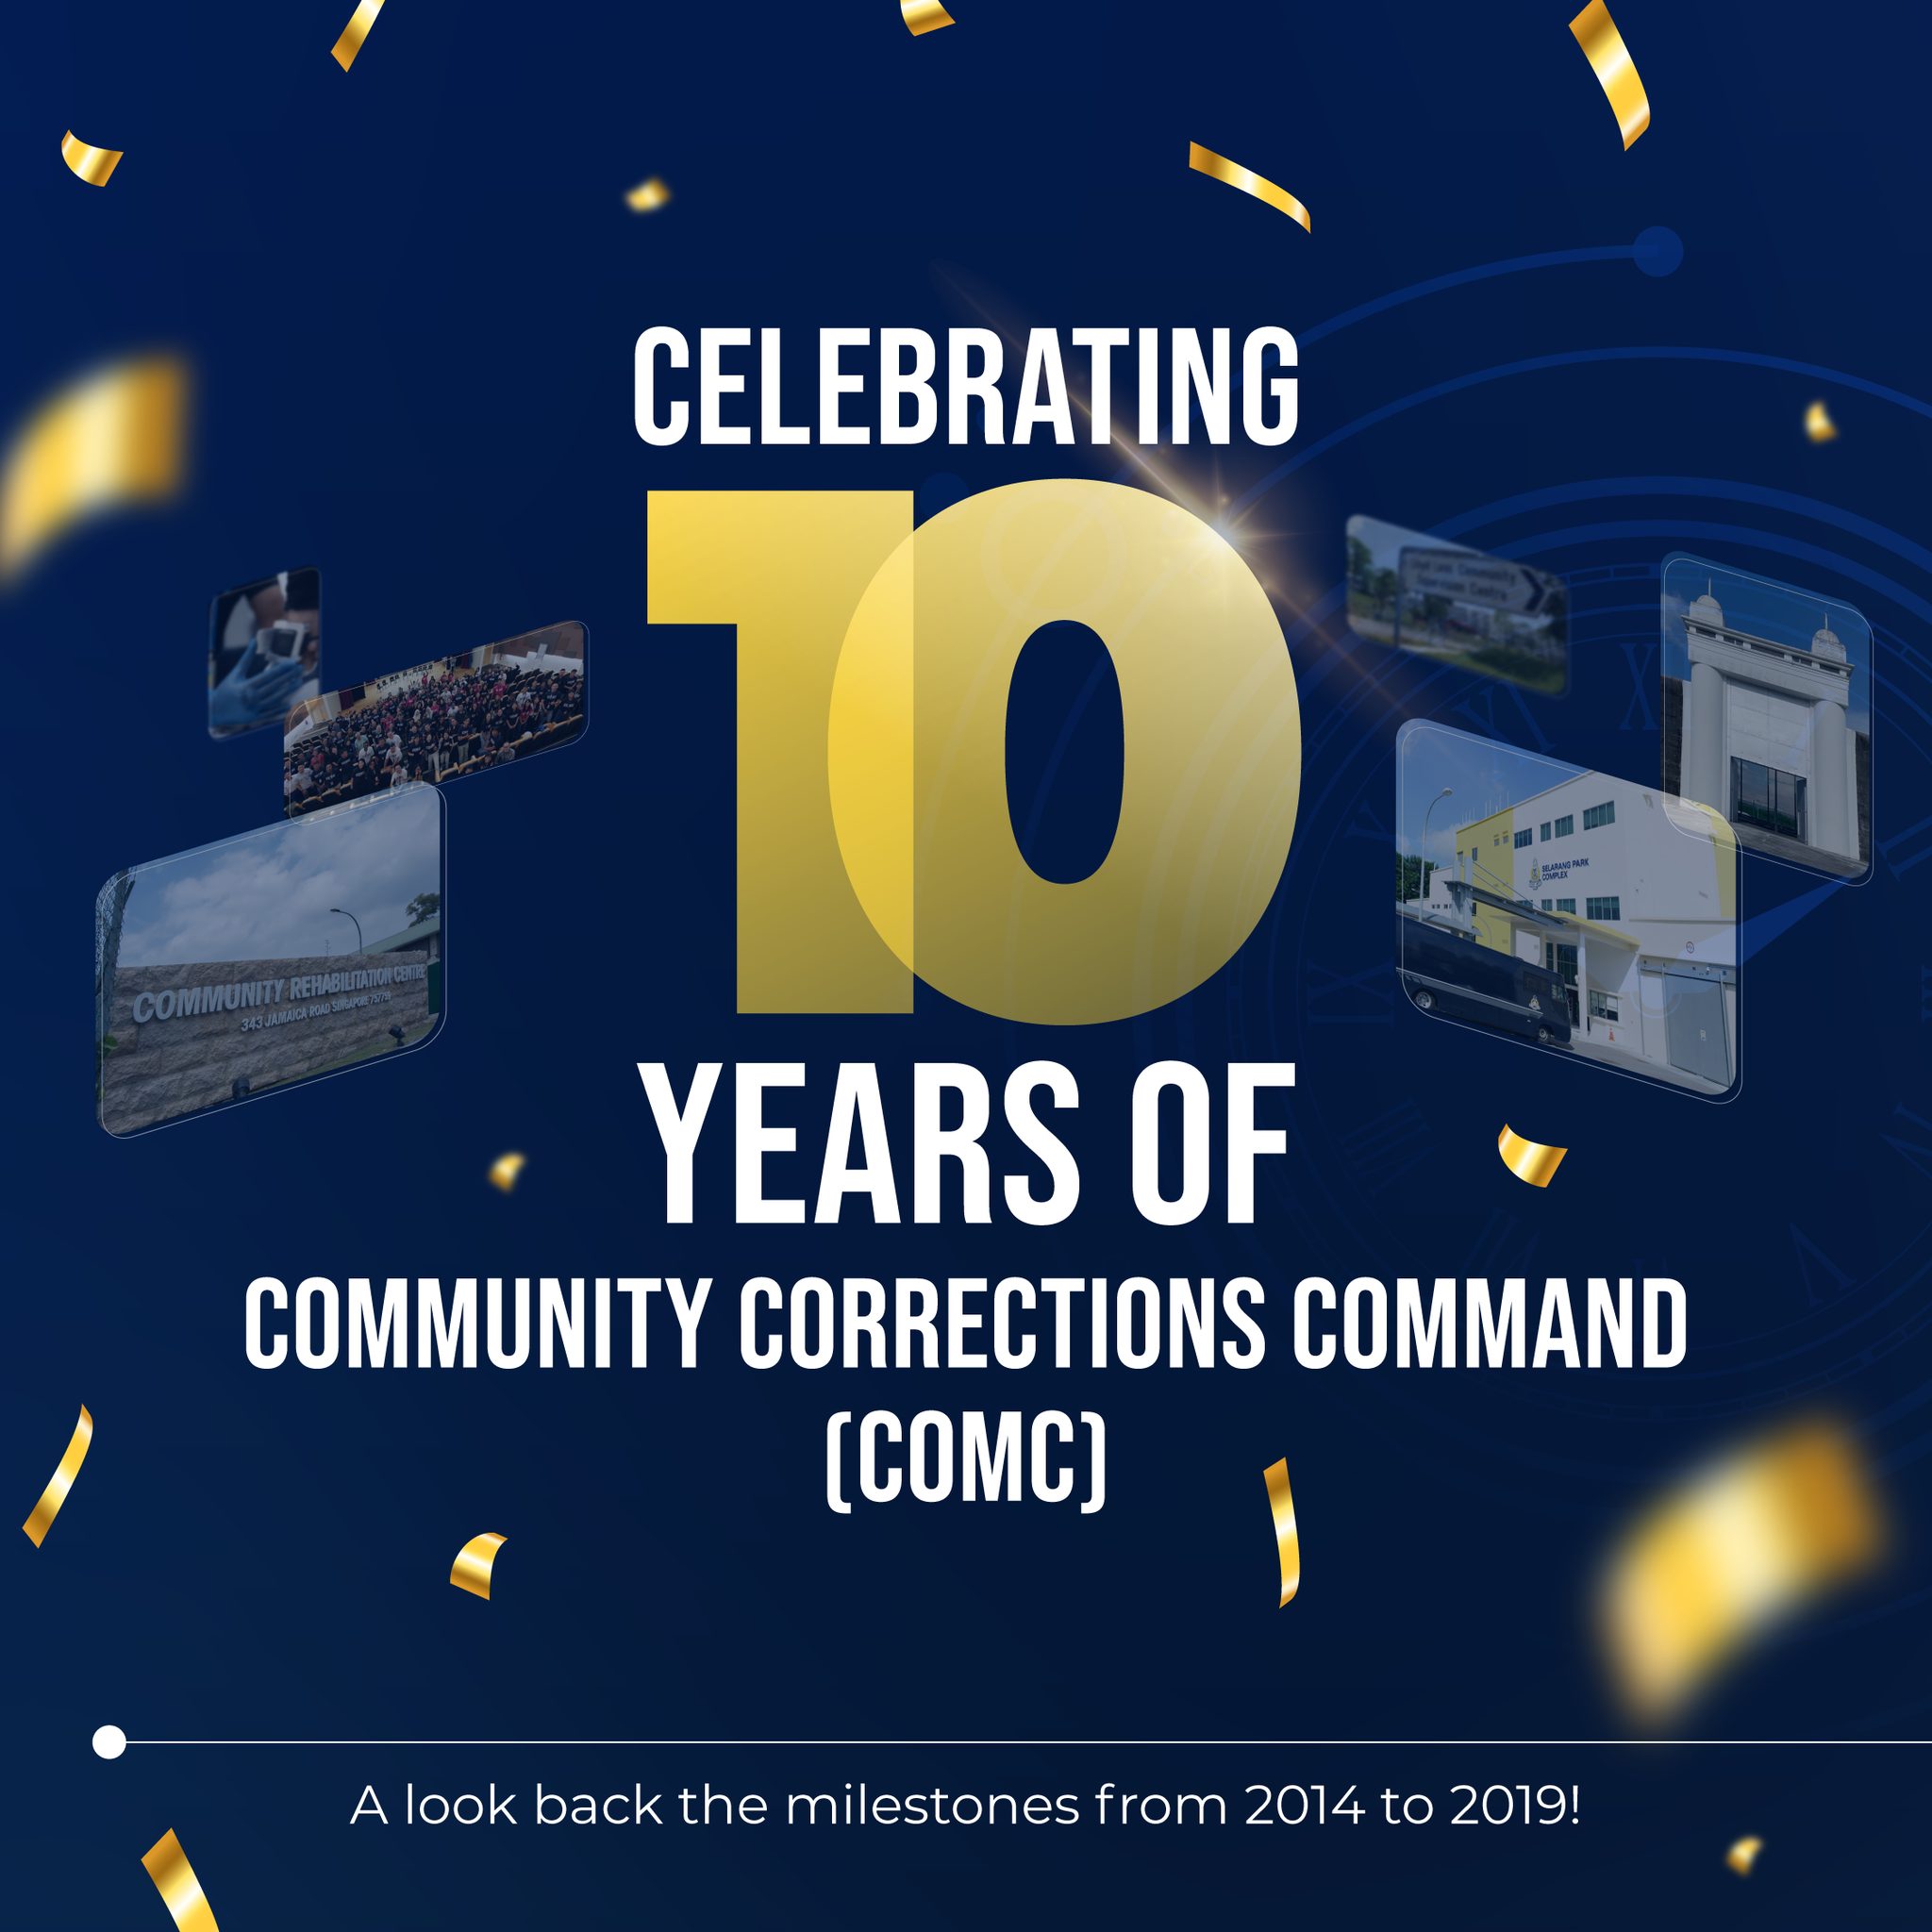 CELEBRATING
10
YEARS OF
COMMUNITY CORRECTIONS COMMAND
(COMC)
COMMUNITY REHABILITATION CENTRE
343 JAMAICA ROAD SINGAPORE
SELARANG PARK
COMPLEX
A look back the milestones from 2014 to 2019!